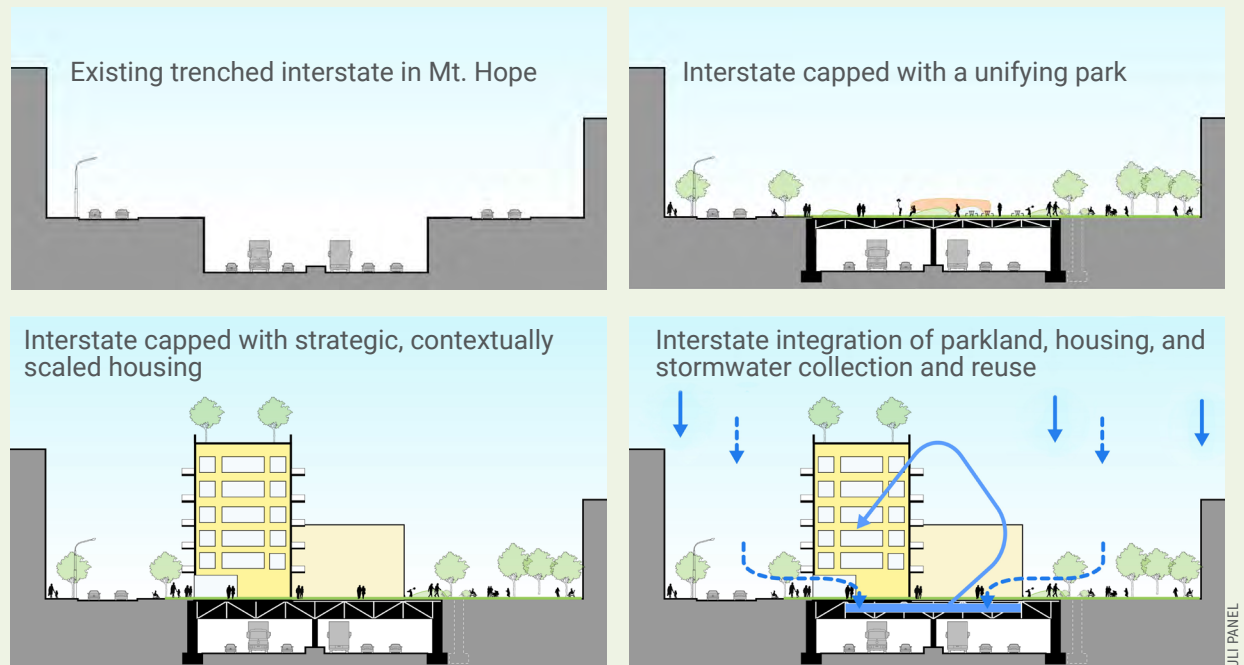 Existing trenched interstate in Mt. Hope
Interstate capped with a unifying park
Interstate capped with strategic, contextually
scaled housing
Interstate integration of parkland, housing, and
stormwater collection and reuse
ULI PANEL